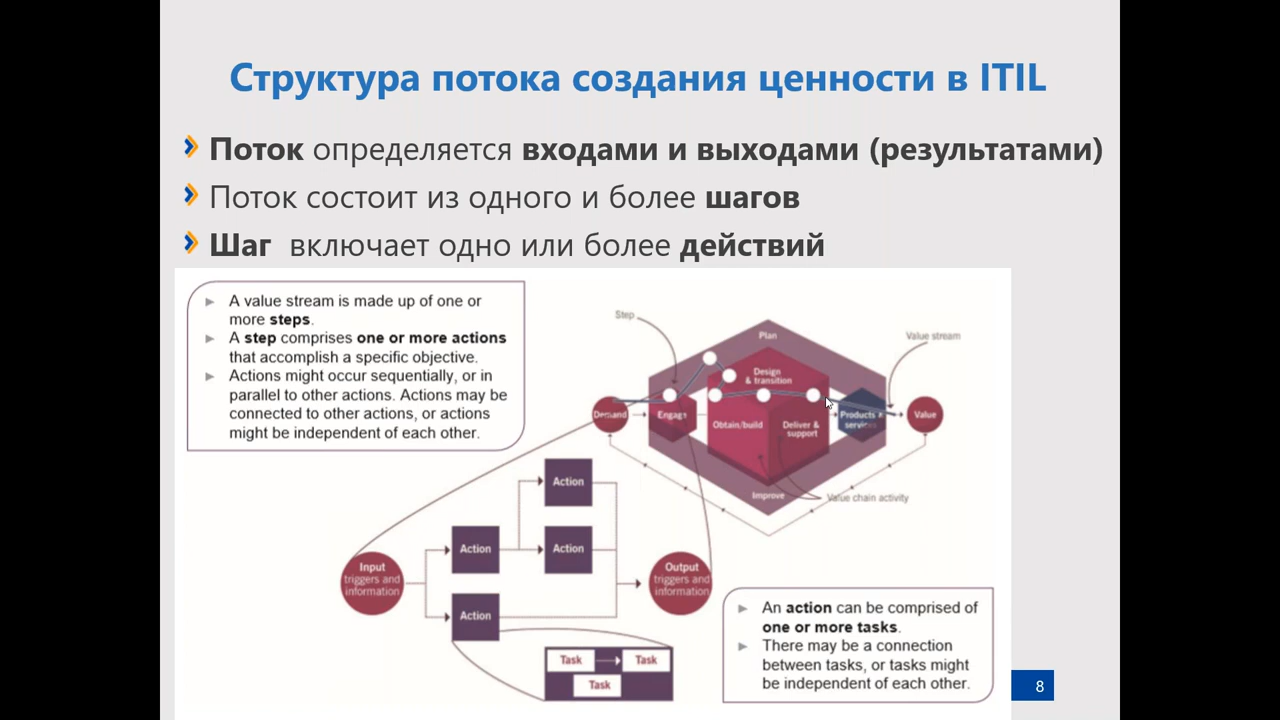 Структура потока создания ценности в ITIL
Поток определяется входами и выходами (результатами)
Поток состоит из одного и более шагов
Шаг включает одно или более действий
A value stream is made up of one or
more steps.
A step comprises one or more actions
that accomplish a specific objective.
Actions might occur sequentially, or in
parallel to other actions. Actions may be
connected to other actions, or actions
might be independent of each other.
Step
Value stream
Plan
Design
& transition
Demand
Engage
Obtain/build
Deliver &
support
Products &
services
Value
Improve
Value chain activity
Action
Action
Action
Action
Input
triggers and
information
Output
triggers and
information
Task
Task
Task
An action can be comprised of
one or more tasks.
There may be a connection
between tasks, or tasks might
be independent of each other.
8